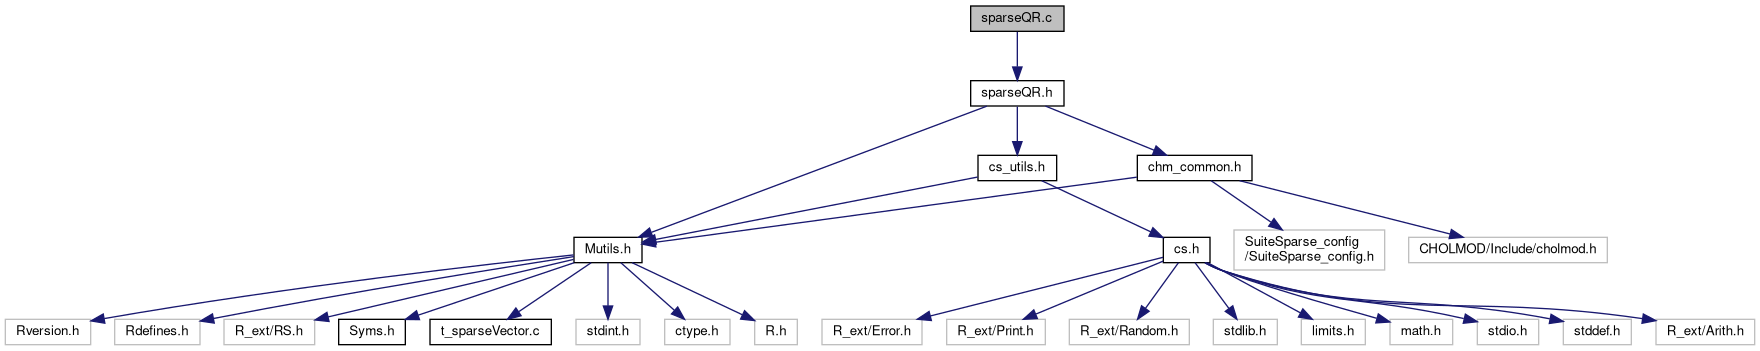 sparseQR.c
sparseQR.h
cs_utils.h
chm_common.h
Mutils.h
cs.h
SuiteSparse_config
/SuiteSparse_config.h
CHOLMOD/Include/cholmod.h
Rversion.h
Rdefines.h
R_ext/RS.h
Syms.h
t_sparseVector.c
stdint.h
ctype.h
R.h
R_ext/Error.h
R_ext/Print.h
R_ext/Random.h
stdlib.h
limits.h
math.h
stdio.h
stddef.h
R_ext/Arith.h